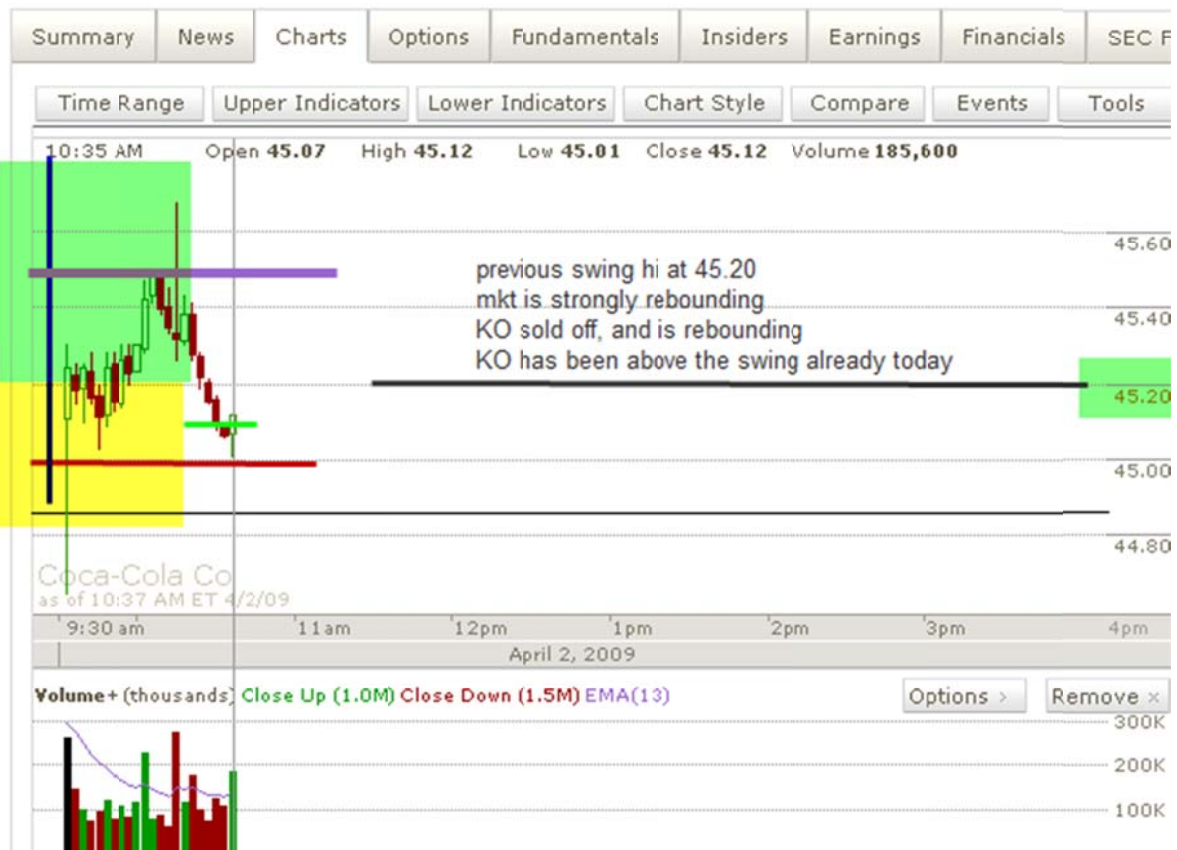 Summary News Charts Options Fundamentals Insiders Earnings Financials SEC F
Time Range Upper Indicators Lower Indicators Chart Style Compare Events Tools
10:35 AM Open 45.07 High 45.12 Low 45.01 Close 45.12 Volume 185,600
45.60
previous swing hi at 45.20
mkt is strongly rebounding
45.40
KO sold off, and is rebounding
KO has been above the swing already today
45.20
45.00
44.80
Coca-Cola Co
as of 10:37 AM ET 4/2/09
9:30 am 11am 12pm 1pm 2pm 3pm 4pm
April 2, 2009
Volume+ (thousands) Close Up (1.0M) Close Down (1.5M) EMA(13) Options > Remove ×
300K
200K
100K